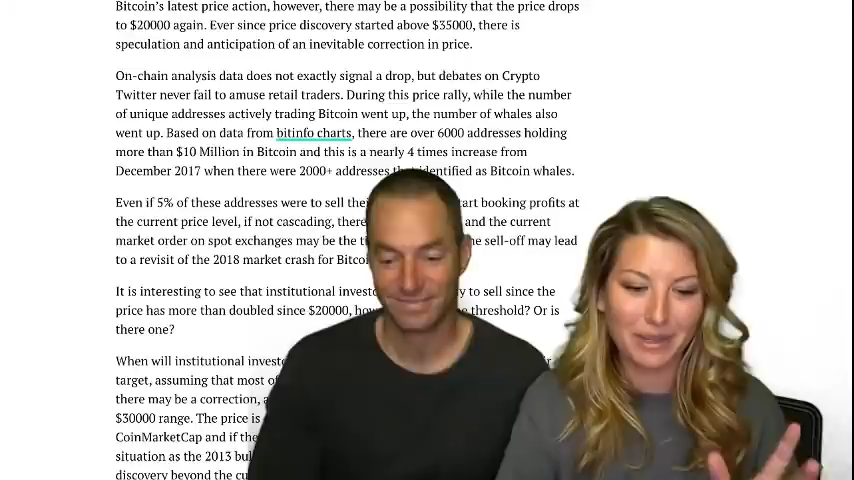 Bitcoin's latest price action, however, there may be a possibility that the price drops
to $20000 again. Ever since price discovery started above $35000, there is
speculation and anticipation of an inevitable correction in price.
On-chain analysis data does not exactly signal a drop, but debates on Crypto
Twitter never fail to amuse retail traders. During this price rally, while the number
of unique addresses actively trading Bitcoin went up, the number of whales also
went up. Based on data from bitinfo charts, there are over 6000 addresses holding
more than $10 Million in Bitcoin and this is a nearly 4 times increase from
December 2017 when there were 2000+ addresses identified as Bitcoin whales.
Even if 5% of these addresses were to sell start booking profits at
the current price level, if not cascading, and the current
market order on spot exchanges may be the sell-off may lead
to a revisit of the 2018 market crash for
It is interesting to see that institutional to sell since the
price has more than doubled since $20000, threshold? Or is
there one?
When will institutional
target, assuming that most of
there may be a correction,
$30000 range. The price is
CoinMarketCap and if the
situation as the 2013
discovery beyond the